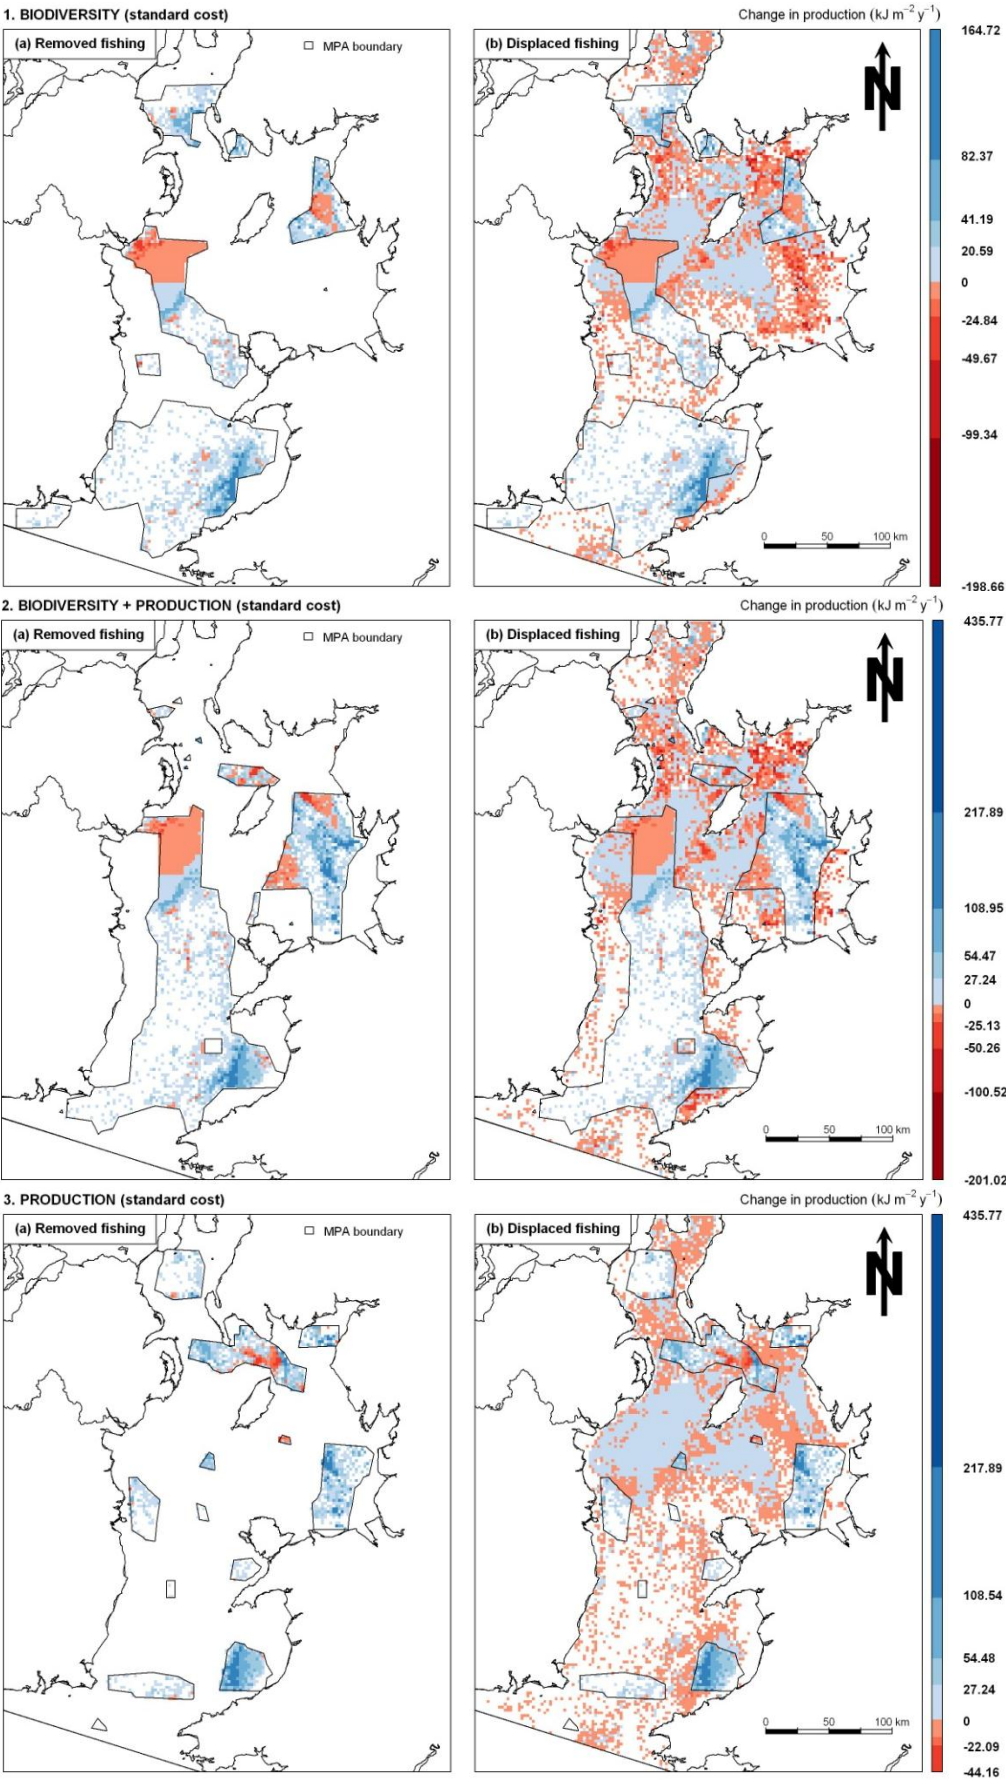 1. BIODIVERSITY (standard cost)
Change in production (kJ m⁻² y⁻¹)
(a) Removed fishing
MPA boundary
(b) Displaced fishing
N
164.72
82.37
41.19
20.59
0
-24.84
-49.67
-99.34
-198.66
0 50 100 km
2. BIODIVERSITY + PRODUCTION (standard cost)
Change in production (kJ m⁻² y⁻¹)
(a) Removed fishing
MPA boundary
(b) Displaced fishing
N
435.77
217.89
108.95
54.47
27.24
0
-25.13
-50.26
-100.52
-201.02
0 50 100 km
3. PRODUCTION (standard cost)
Change in production (kJ m⁻² y⁻¹)
(a) Removed fishing
MPA boundary
(b) Displaced fishing
N
435.77
217.89
108.54
54.48
27.24
0
-22.09
-44.16
0 50 100 km